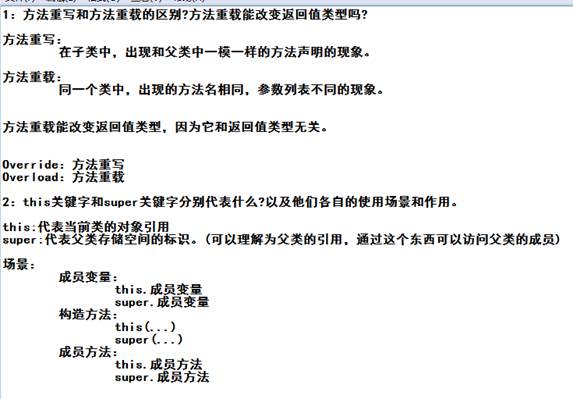 1：方法重写和方法重载的区别?方法重载能改变返回值类型吗?
方法重写：
在子类中，出现和父类中一模一样的方法声明的现象。
方法重载：
同一个类中，出现的方法名相同，参数列表不同的现象。
方法重载能改变返回值类型，因为它和返回值类型无关。
Override：方法重写
Overload：方法重载
2：this关键字和super关键字分别代表什么?以及他们各自的使用场景和作用。
this:代表当前类的对象引用
super:代表父类存储空间的标识。(可以理解为父类的引用，通过这个东西可以访问父类的成员)
场景：
成员变量：
this.成员变量
super.成员变量
构造方法：
this(...)
super(...)
成员方法：
this.成员方法
super.成员方法